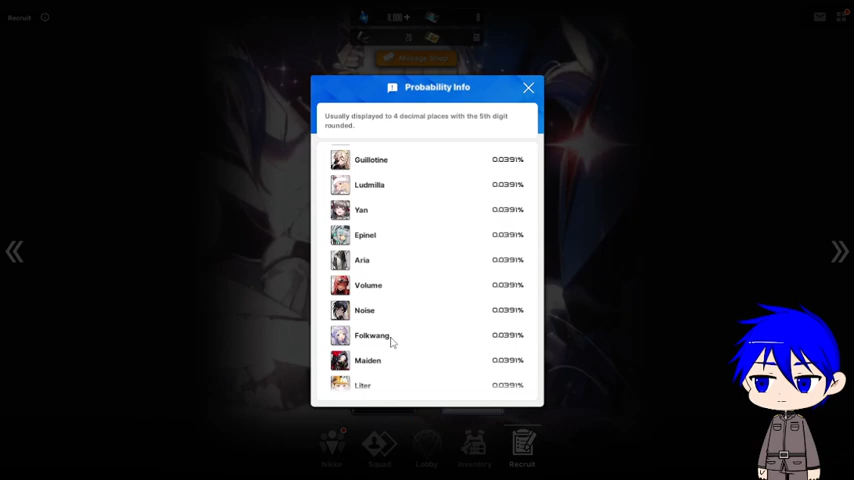 Recruit
Mileage Shop
Probability Info
Usually displayed to 4 decimal places with the 5th digit
rounded.
Guillotine 0.0391%
Ludmilla 0.0391%
Yan 0.0391%
Epinel 0.0391%
Aria 0.0391%
Volume 0.0391%
Noise 0.0391%
Folkwang 0.0391%
Maiden 0.0391%
Liter 0.0391%
Nikke Squad Lobby Inventory Recruit